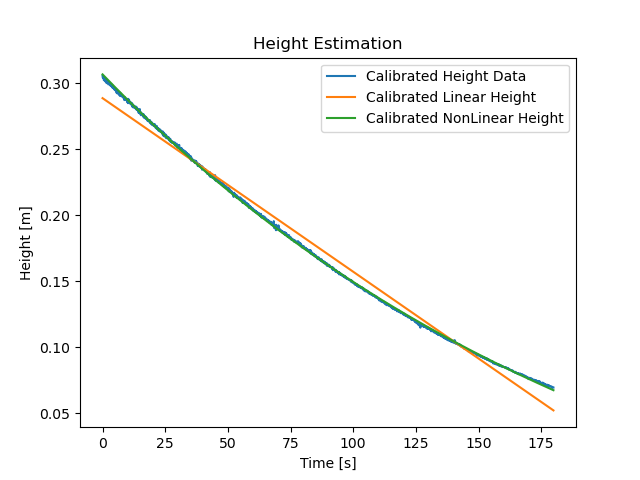 Height Estimation
Calibrated Height Data
Calibrated Linear Height
Calibrated NonLinear Height
0.30
0.25
0.20
0.15
0.10
0.05
Height [m]
0 25 50 75 100 125 150 175
Time [s]